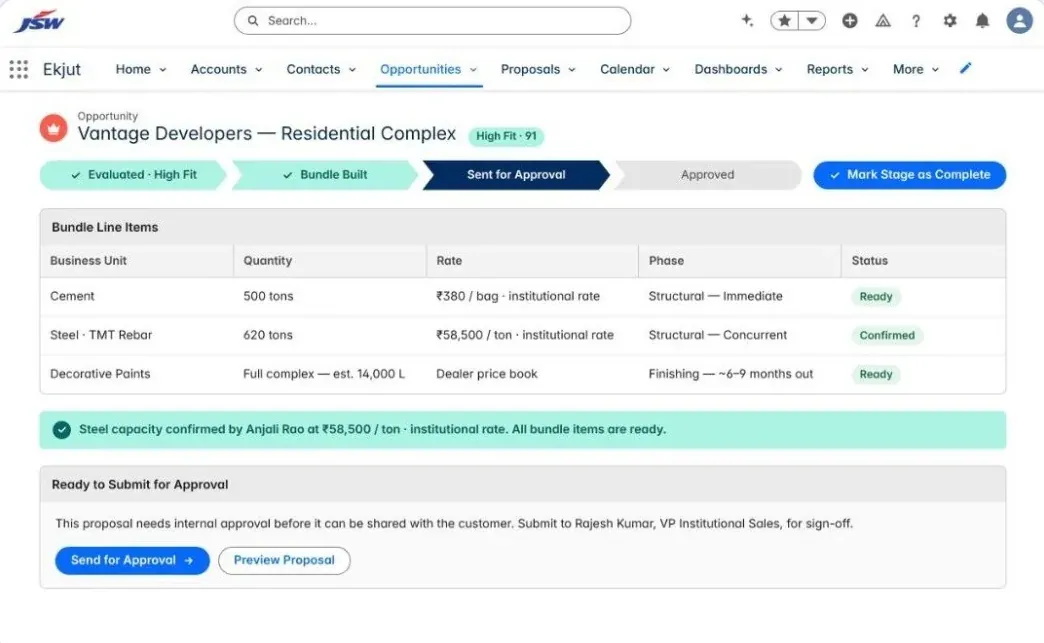 JSW
Search...
Ekjut Home Accounts Contacts Opportunities Proposals Calendar Dashboards Reports More
Opportunity
Vantage Developers — Residential Complex High Fit · 91
Evaluated · High Fit Bundle Built Sent for Approval Approved Mark Stage as Complete
Bundle Line Items
Business Unit Quantity Rate Phase Status
Cement 500 tons ₹380 / bag · institutional rate Structural — Immediate Ready
Steel · TMT Rebar 620 tons ₹58,500 / ton · institutional rate Structural — Concurrent Confirmed
Decorative Paints Full complex — est. 14,000 L Dealer price book Finishing — ~6–9 months out Ready
Steel capacity confirmed by Anjali Rao at ₹58,500 / ton · institutional rate. All bundle items are ready.
Ready to Submit for Approval
This proposal needs internal approval before it can be shared with the customer. Submit to Rajesh Kumar, VP Institutional Sales, for sign-off.
Send for Approval → Preview Proposal